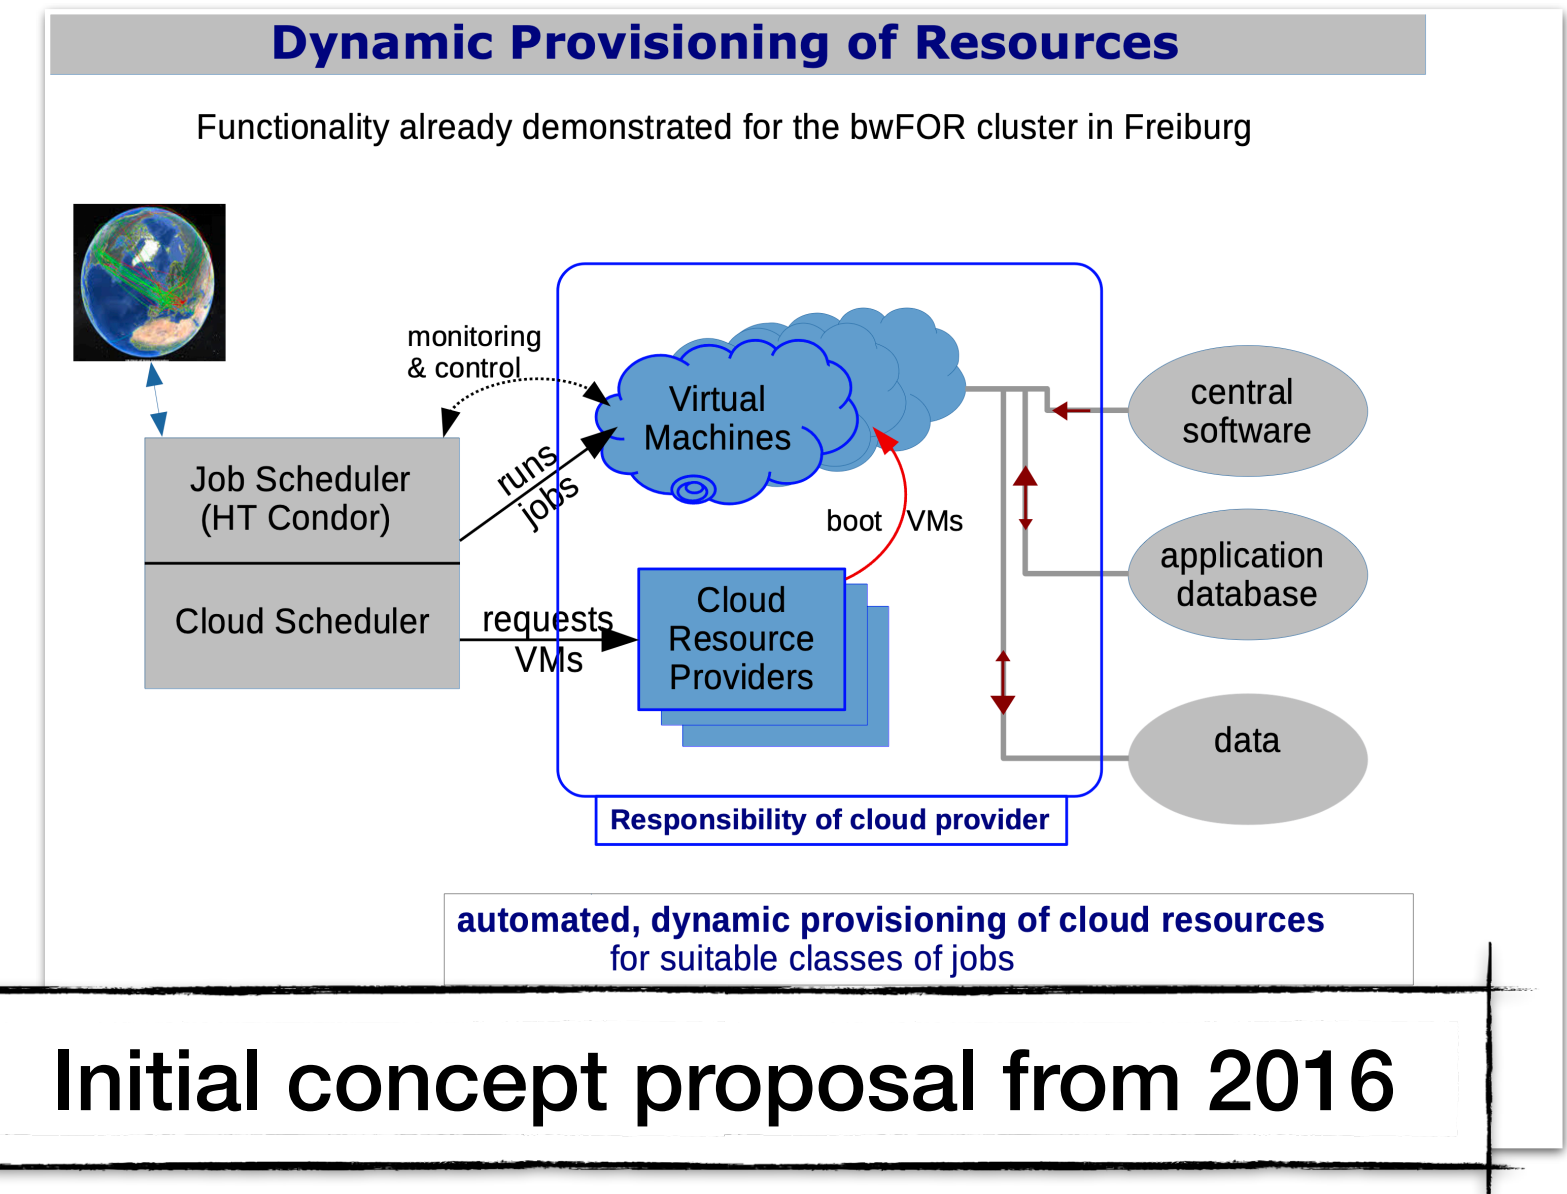 Dynamic Provisioning of Resources
Functionality already demonstrated for the bwFOR cluster in Freiburg
monitoring
& control
Virtual
Machines
central
software
runs
jobs
Job Scheduler
(HT Condor)
boot VMs
application
database
Cloud Scheduler
requests
VMs
Cloud
Resource
Providers
data
Responsibility of cloud provider
automated, dynamic provisioning of cloud resources
for suitable classes of jobs
Initial concept proposal from 2016